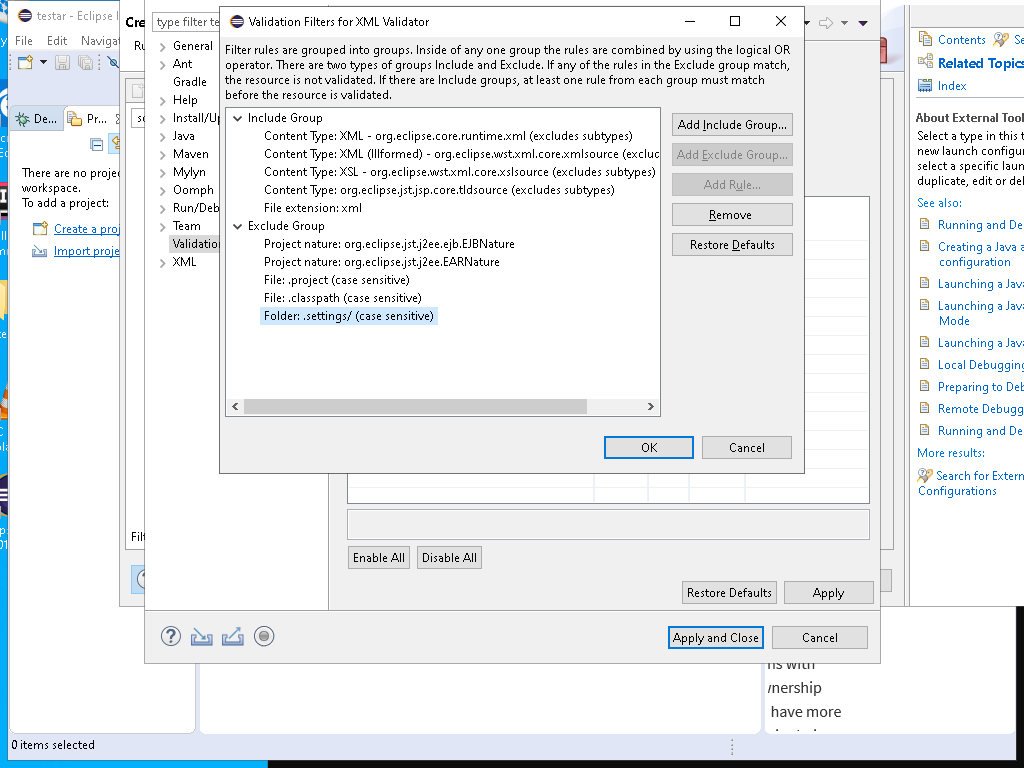 testar - Eclipse I
File Edit Navigat
De...
Pr...
There are no proje
workspace.
To add a project:
Create a proj
Import proje
0 items selected
Cre
Ru
Filt
type filter te
General
Ant
Gradle
Help
Install/Up
Java
Maven
Mylyn
Oomph
Run/Deb
Team
Validation
XML
Validation Filters for XML Validator
Filter rules are grouped into groups. Inside of any one group the rules are combined by using the logical OR
operator. There are two types of groups Include and Exclude. If any of the rules in the Exclude group match,
the resource is not validated. If there are Include groups, at least one rule from each group must match
before the resource is validated.
Include Group
Content Type: XML - org.eclipse.core.runtime.xml (excludes subtypes)
Content Type: XML (Illformed) - org.eclipse.wst.xml.core.xmlsource (exclud
Content Type: XSL - org.eclipse.wst.xml.core.xslsource (excludes subtypes)
Content Type: org.eclipse.jst.jsp.core.tldsource (excludes subtypes)
File extension: xml
Exclude Group
Project nature: org.eclipse.jst.j2ee.ejb.EJBNature
Project nature: org.eclipse.jst.j2ee.EARNature
File: .project (case sensitive)
File: .classpath (case sensitive)
Folder: .settings/ (case sensitive)
Add Include Group...
Add Exclude Group...
Add Rule...
Remove
Restore Defaults
OK
Cancel
Enable All
Disable All
Restore Defaults
Apply
Apply and Close
Cancel
Contents
Se
Related Topics
Index
About External Tool
Select a type in this t
new launch configur
select a specific laun
duplicate, edit or del
See also:
Running and De
Creating a Java a
configuration
Launching a Java
Launching a Java
Mode
Launching a Java
Local Debugging
Preparing to Deb
Remote Debugg
Running and De
More results:
Search for Extern
Configurations
ns with
nership
have more